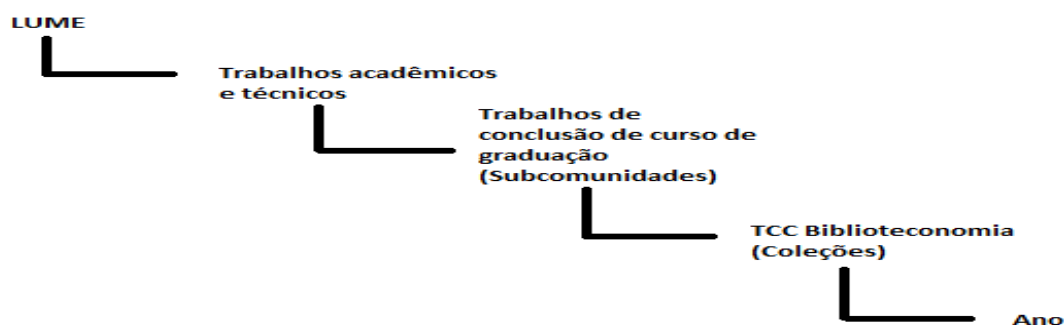 LUME
Trabalhos acadêmicos
e técnicos
Trabalhos de
conclusão de curso de
graduação
(Subcomunidades)
TCC Biblioteconomia
(Coleções)
Ano